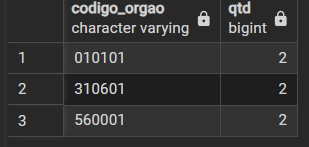 codigo_orgao qtd
character varying bigint
1 010101 2
2 310601 2
3 560001 2